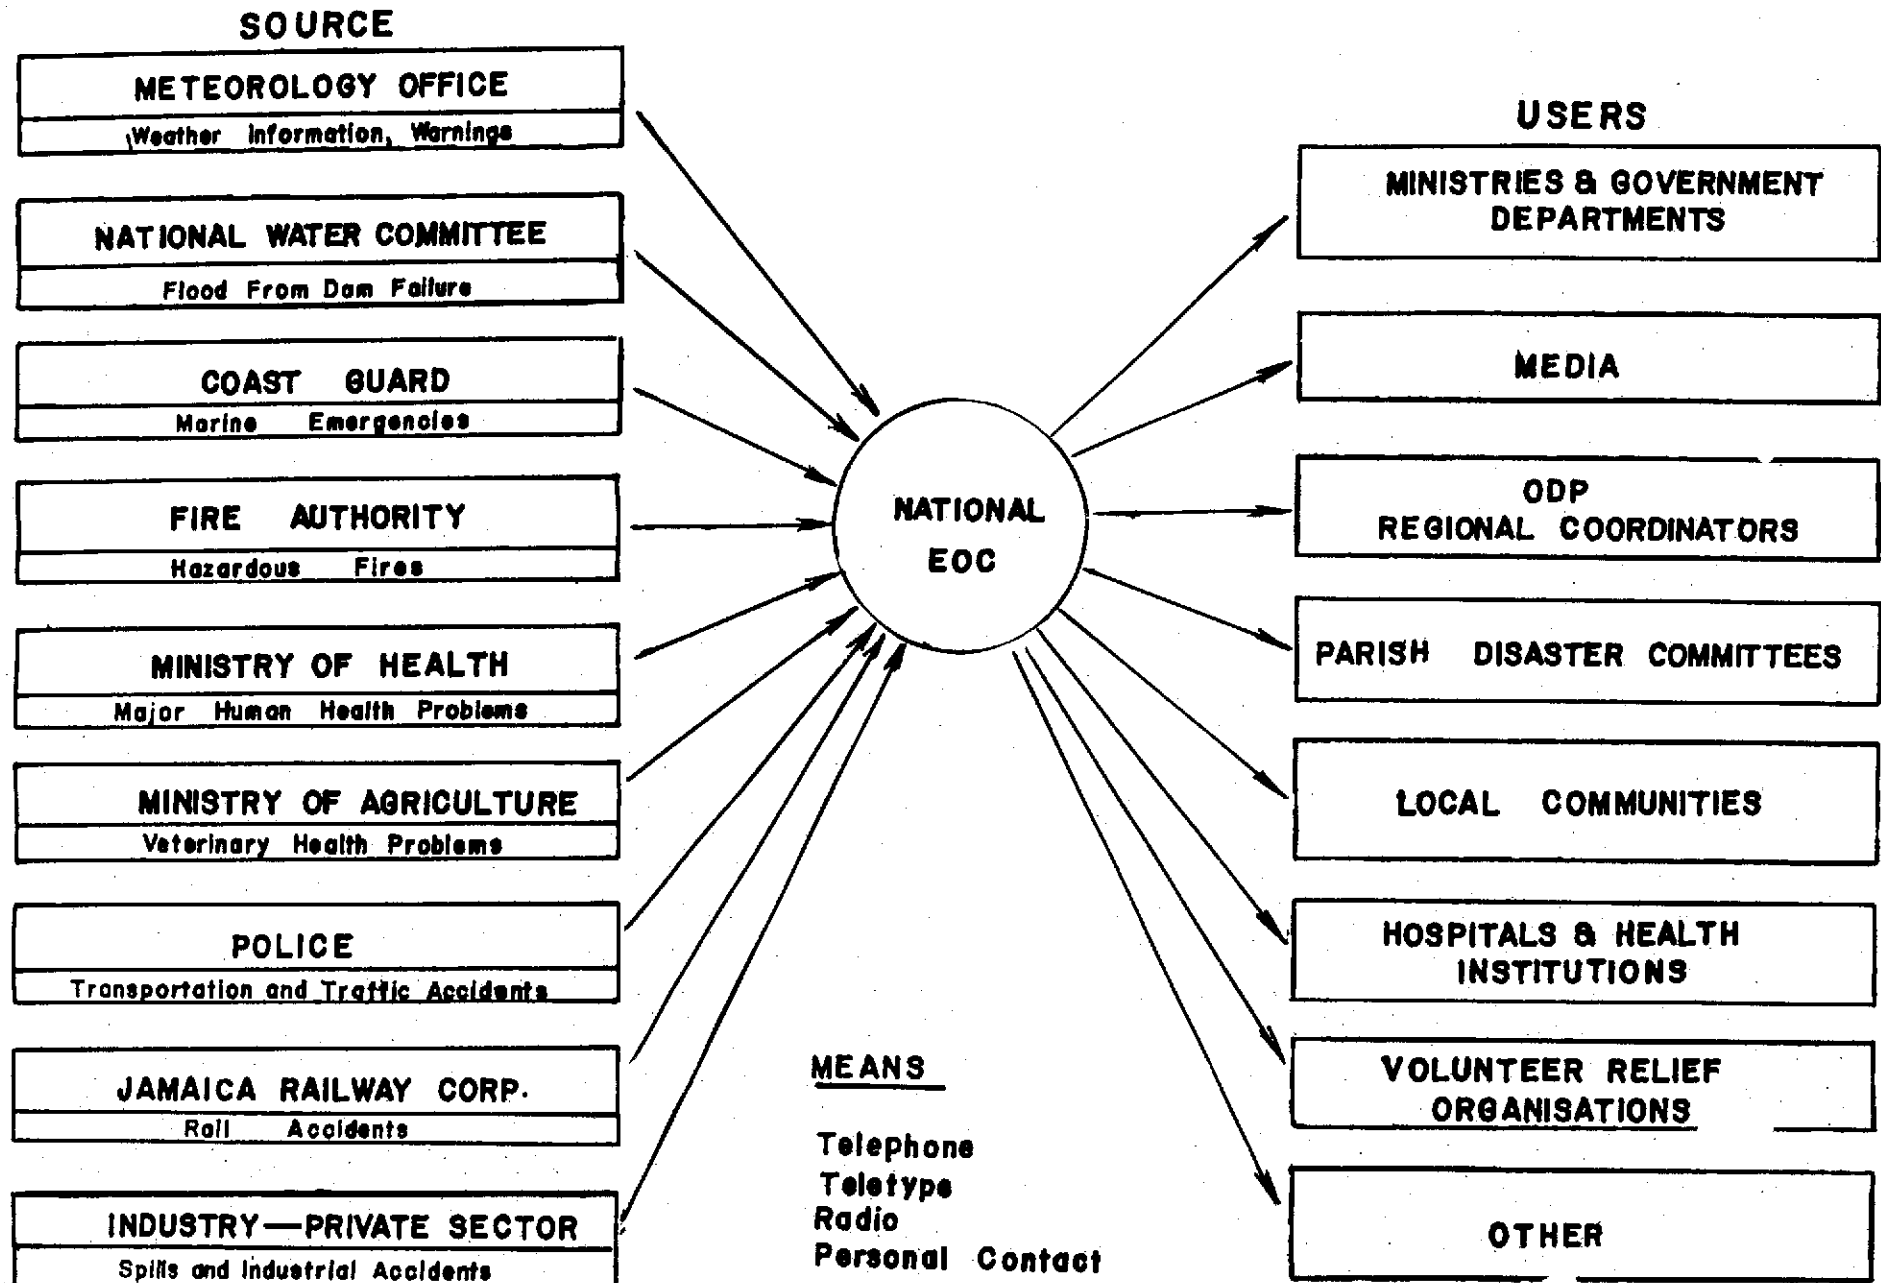 SOURCE
METEOROLOGY OFFICE
Weather Information, Warnings
NATIONAL WATER COMMITTEE
Flood From Dam Failure
COAST GUARD
Marine Emergencies
FIRE AUTHORITY
Hazardous Fires
MINISTRY OF HEALTH
Major Human Health Problems
MINISTRY OF AGRICULTURE
Veterinary Health Problems
POLICE
Transportation and Traffic Accidents
JAMAICA RAILWAY CORP.
Rail Accidents
INDUSTRY—PRIVATE SECTOR
Spills and Industrial Accidents
NATIONAL
EOC
MEANS
Telephone
Teletype
Radio
Personal Contact
USERS
MINISTRIES & GOVERNMENT
DEPARTMENTS
MEDIA
ODP
REGIONAL COORDINATORS
PARISH DISASTER COMMITTEES
LOCAL COMMUNITIES
HOSPITALS & HEALTH
INSTITUTIONS
VOLUNTEER RELIEF
ORGANISATIONS
OTHER